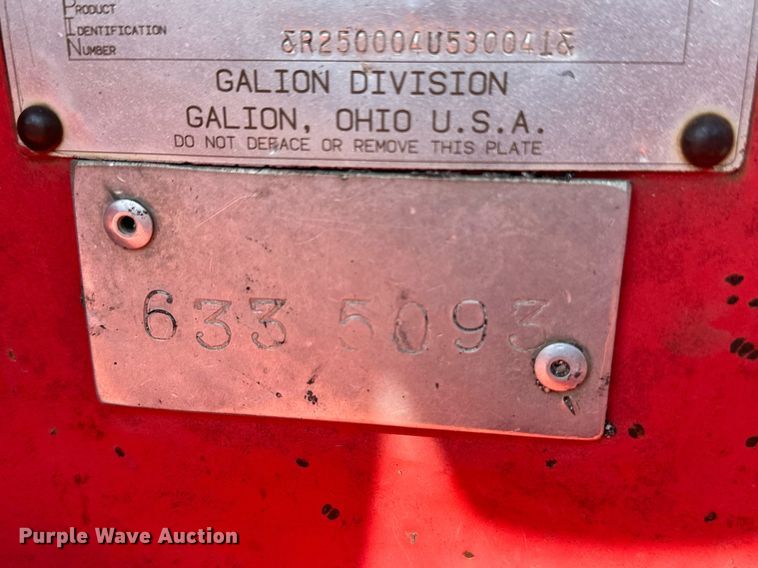 PRODUCT
IDENTIFICATION
NUMBER
&R250004U530041&
GALION DIVISION
GALION, OHIO U.S.A.
DO NOT DEFACE OR REMOVE THIS PLATE
633 5093
Purple Wave Auction